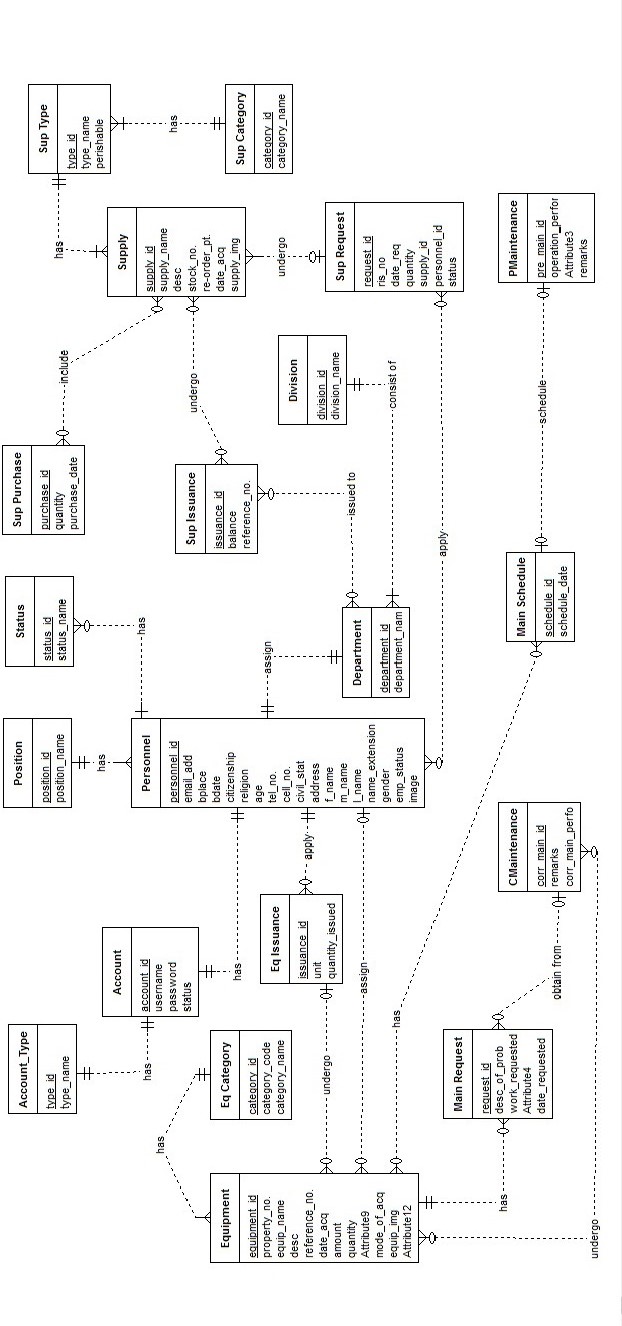 Sup Type
type_id
type_name
perishable
has
Sup Category
category_id
category_name
has
Supply
supply_id
supply_name
desc
stock_no.
re-order_pt.
date_acq
supply_img
undergo
Sup Request
request_id
ris_no
date_req
quantity
supply_id
personnel_id
status
PMaintenance
pre_main_id
operation_perfor
Attribute3
remarks
include
undergo
Division
division_id
division_name
consist of
schedule
Sup Purchase
purchase_id
quantity
purchase_date
Sup Issuance
issuance_id
balance
reference_no.
issued to
apply
Status
status_id
status_name
has
assign
Department
department_id
department_nam
Main Schedule
schedule_id
schedule_date
Position
position_id
position_name
has
Personnel
personnel_id
email_add
bplace
bdate
citizenship
religion
age
tel_no.
cell_no.
civil_stat
address
f_name
m_name
l_name
name_extension
gender
emp_status
image
CMaintenance
corr_main_id
remarks
corr_main_perfo
apply
Account
account_id
username
password
status
has
Eq Issuance
issuance_id
unit
quantity_issued
assign
obtain from
Account_Type
type_id
type_name
has
Eq Category
category_id
category_code
category_name
undergo
has
Main Request
request_id
desc_of_prob
work_requested
Attribute4
date_requested
has
Equipment
equipment_id
property_no.
equip_name
desc
reference_no.
date_acq
amount
quantity
Attribute9
mode_of_acq
equip_img
Attribute12
has
undergo